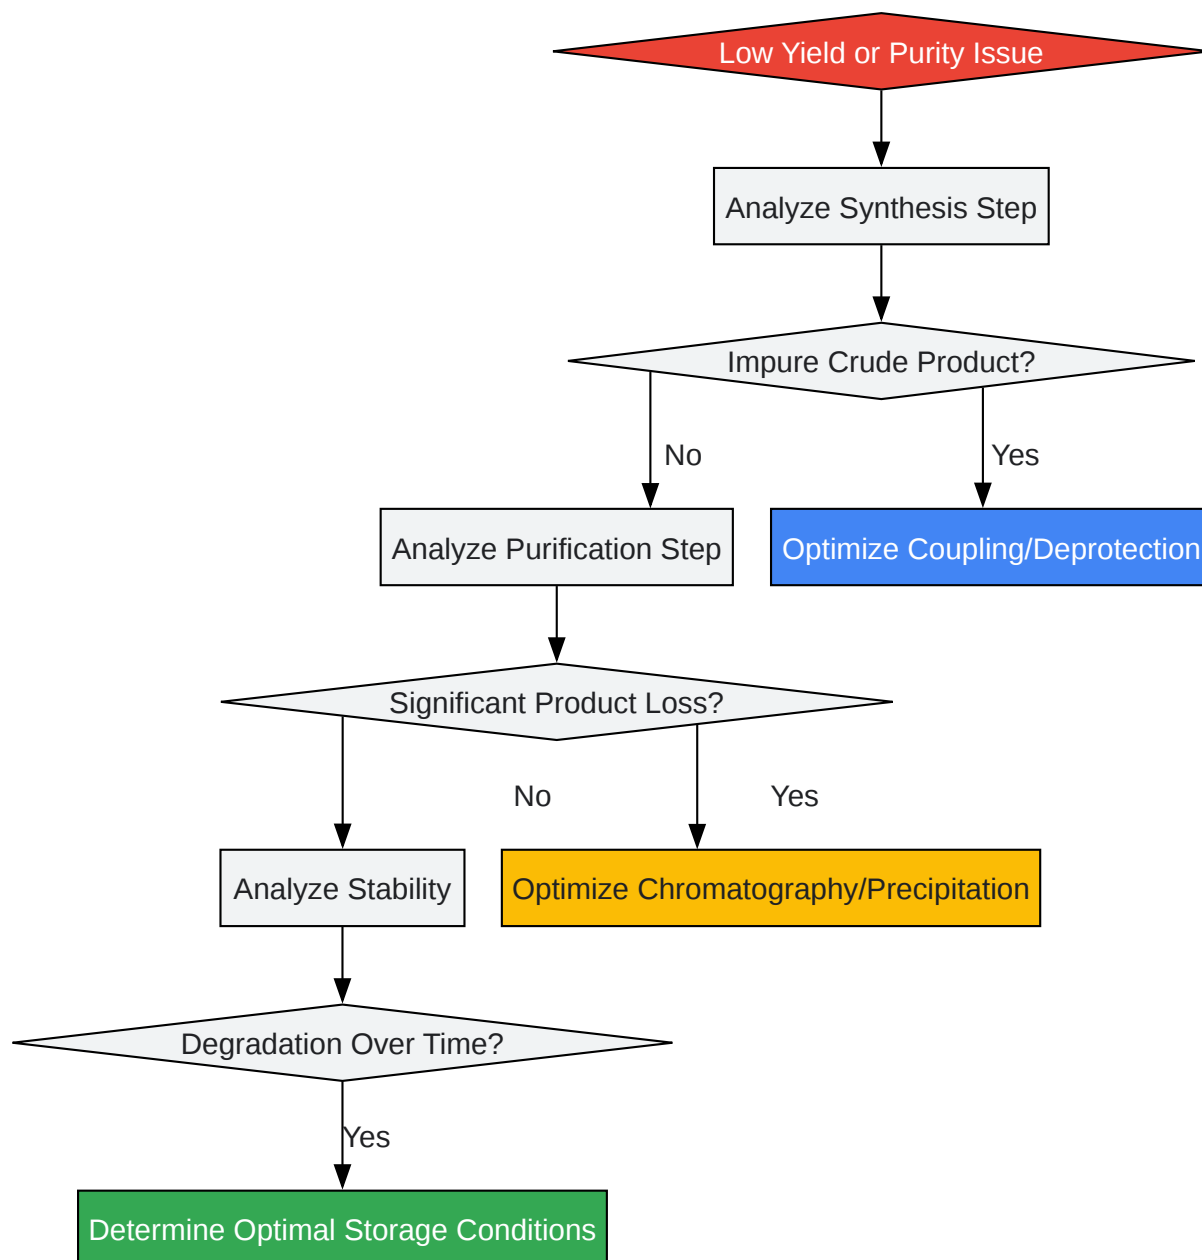 Low Yield or Purity Issue
Analyze Synthesis Step
Impure Crude Product?
No
Yes
Analyze Purification Step
Optimize Coupling/Deprotection
Significant Product Loss?
No
Yes
Analyze Stability
Optimize Chromatography/Precipitation
Degradation Over Time?
Yes
Determine Optimal Storage Conditions